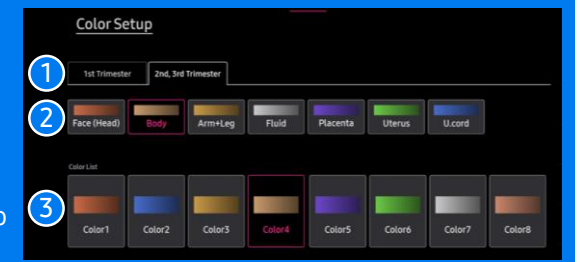 Color Setup
1
1st Trimester 2nd, 3rd Trimester
2
Face (Head) Body Arm+Leg Fluid Placenta Uterus U.cord
Color List
3
Color1 Color2 Color3 Color4 Color5 Color6 Color7 Color8